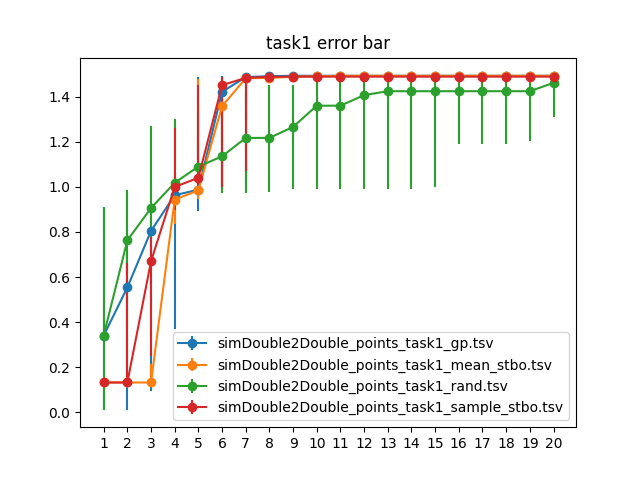 task1 error bar
1.4
1.2
1.0
0.8
0.6
0.4
0.2
0.0
simDouble2Double_points_task1_gp.tsv
simDouble2Double_points_task1_mean_stbo.tsv
simDouble2Double_points_task1_rand.tsv
simDouble2Double_points_task1_sample_stbo.tsv
1 2 3 4 5 6 7 8 9 10 11 12 13 14 15 16 17 18 19 20